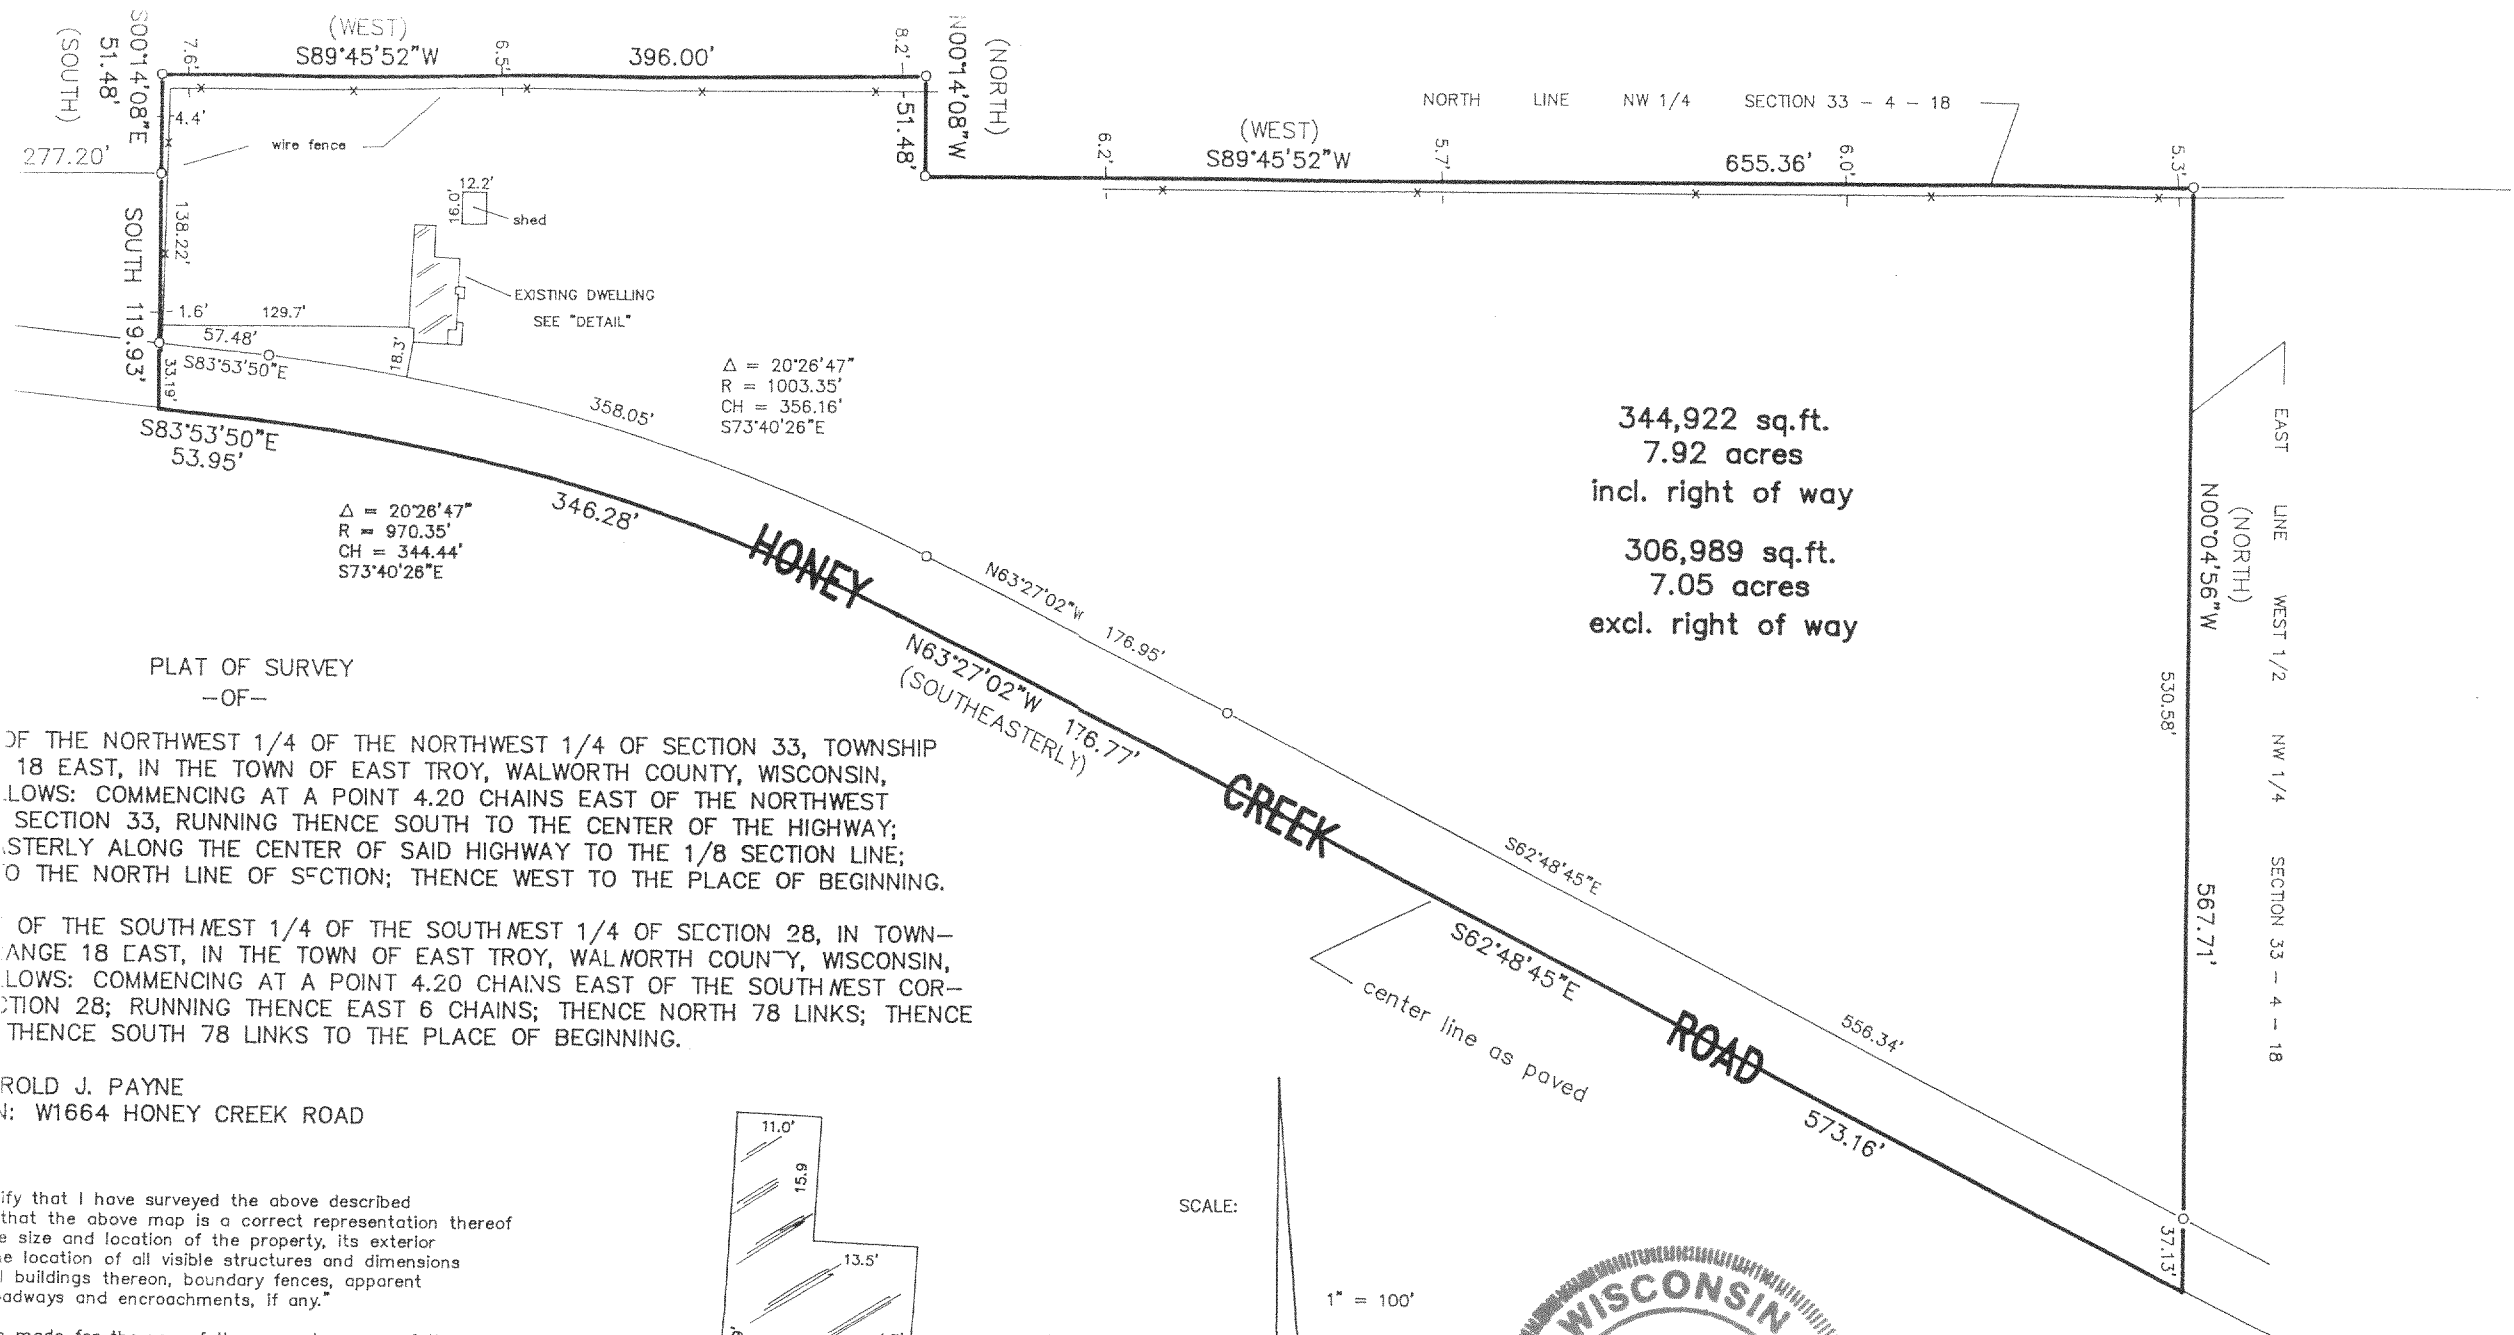 (WEST)
S89°45'52"W 396.00'
7.6'
6.5'
8.2'
S00°14'08"E
51.48'
(SOUTH)
N00°14'08"W
51.48'
(NORTH)
4.4'
wire fence
277.20'
NORTH LINE NW 1/4 SECTION 33 - 4 - 18
(WEST)
S89°45'52"W 655.36'
6.2'
5.7'
6.0'
5.3'
12.2'
16.0'
shed
138.22'
SOUTH 119.93'
EXISTING DWELLING
SEE "DETAIL"
1.6'
129.7'
57.48'
S83°53'50"E
18.3'
33.19'
Δ = 20°26'47"
R = 1003.35'
CH = 356.16'
S73°40'26"E
358.05'
S83°53'50"E
53.95'
346.28'
Δ = 20°26'47"
R = 970.35'
CH = 344.44'
S73°40'26"E
344,922 sq.ft.
7.92 acres
incl. right of way
306,989 sq.ft.
7.05 acres
excl. right of way
EAST LINE WEST 1/2 NW 1/4 SECTION 33 - 4 - 18
(NORTH)
N00°04'56"W
530.58'
567.71'
37.13'
HONEY CREEK ROAD
N63°27'02"W 176.95'
N63°27'02"W 176.77'
(SOUTHEASTERLY)
S62°48'45"E
556.34'
S62°48'45"E
573.16'
center line as paved
PLAT OF SURVEY
-OF-
OF THE NORTHWEST 1/4 OF THE NORTHWEST 1/4 OF SECTION 33, TOWNSHIP
18 EAST, IN THE TOWN OF EAST TROY, WALWORTH COUNTY, WISCONSIN,
LOWS: COMMENCING AT A POINT 4.20 CHAINS EAST OF THE NORTHWEST
SECTION 33, RUNNING THENCE SOUTH TO THE CENTER OF THE HIGHWAY;
STERLY ALONG THE CENTER OF SAID HIGHWAY TO THE 1/8 SECTION LINE;
O THE NORTH LINE OF SECTION; THENCE WEST TO THE PLACE OF BEGINNING.
OF THE SOUTHWEST 1/4 OF THE SOUTHWEST 1/4 OF SECTION 28, IN TOWN-
ANGE 18 EAST, IN THE TOWN OF EAST TROY, WALWORTH COUNTY, WISCONSIN,
LOWS: COMMENCING AT A POINT 4.20 CHAINS EAST OF THE SOUTHWEST COR-
CTION 28; RUNNING THENCE EAST 6 CHAINS; THENCE NORTH 78 LINKS; THENCE
THENCE SOUTH 78 LINKS TO THE PLACE OF BEGINNING.
ROLD J. PAYNE
N: W1664 HONEY CREEK ROAD
ify that I have surveyed the above described
that the above map is a correct representation thereof
e size and location of the property, its exterior
e location of all visible structures and dimensions
l buildings thereon, boundary fences, apparent
adways and encroachments, if any."
11.0'
15.9
13.5'
SCALE:
1" = 100'
WISCONSIN